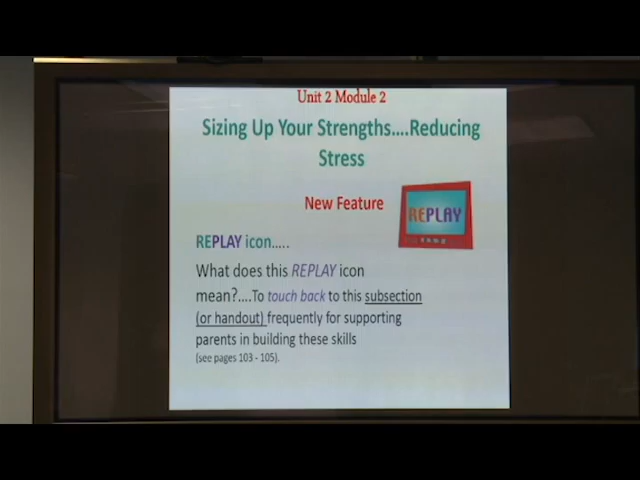 Unit 2 Module 2
Sizing Up Your Strengths....Reducing
Stress
New Feature
REPLAY
REPLAY icon.....
What does this REPLAY icon
mean?....To touch back to this subsection
(or handout) frequently for supporting
parents in building these skills
(see pages 103 - 105).